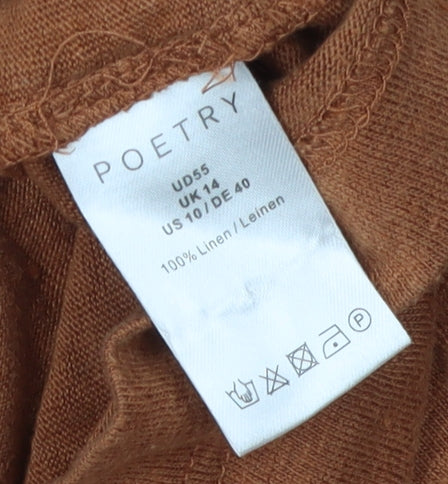 POETRY
UD55
UK 14
US 10 / DE 40
100% Linen / Leinen
P